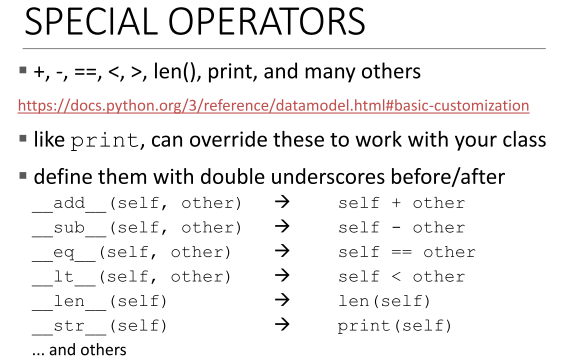 SPECIAL OPERATORS
▪ +, -, ==, <, >, len(), print, and many others
https://docs.python.org/3/reference/datamodel.html#basic-customization
▪ like print, can override these to work with your class
▪ define them with double underscores before/after
__add__(self, other) → self + other
__sub__(self, other) → self - other
__eq__(self, other) → self == other
__lt__(self, other) → self < other
__len__(self) → len(self)
__str__(self) → print(self)
... and others